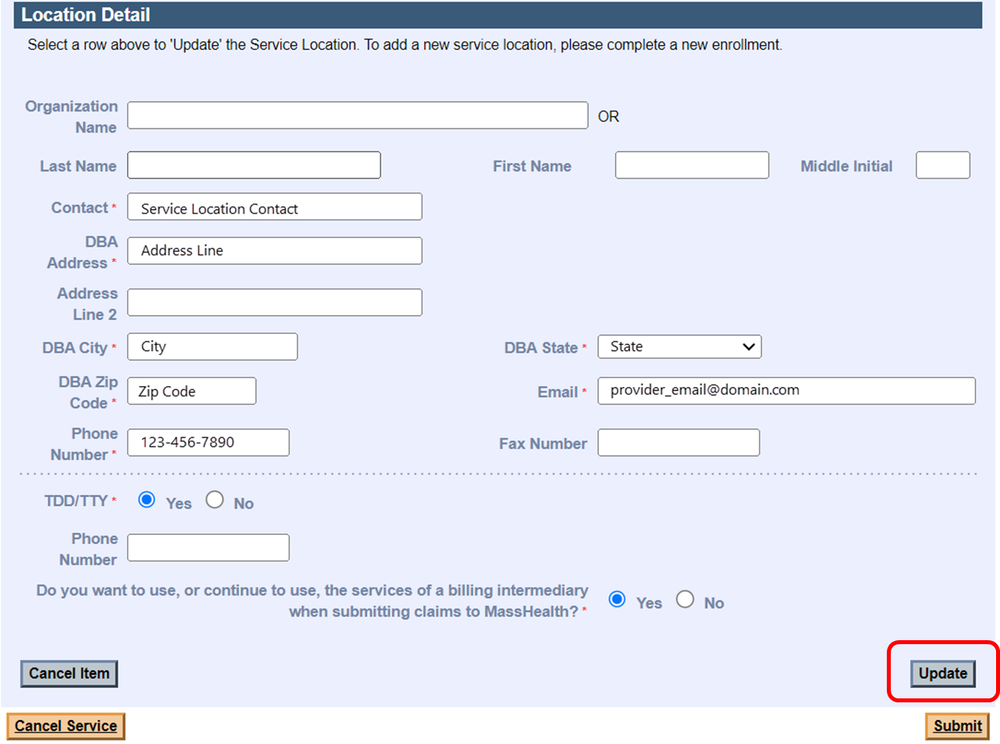 Location Detail
Select a row above to 'Update' the Service Location. To add a new service location, please complete a new enrollment.
Organization
Name
OR
Last Name
First Name
Middle Initial
Contact *
Service Location Contact
DBA
Address *
Address Line
Address
Line 2
DBA City *
City
DBA State *
State
DBA Zip
Code *
Zip Code
Email *
provider_email@domain.com
Phone
Number *
123-456-7890
Fax Number
TDD/TTY *
Yes
No
Phone
Number
Do you want to use, or continue to use, the services of a billing intermediary
when submitting claims to MassHealth? *
Yes
No
Cancel Item
Update
Cancel Service
Submit